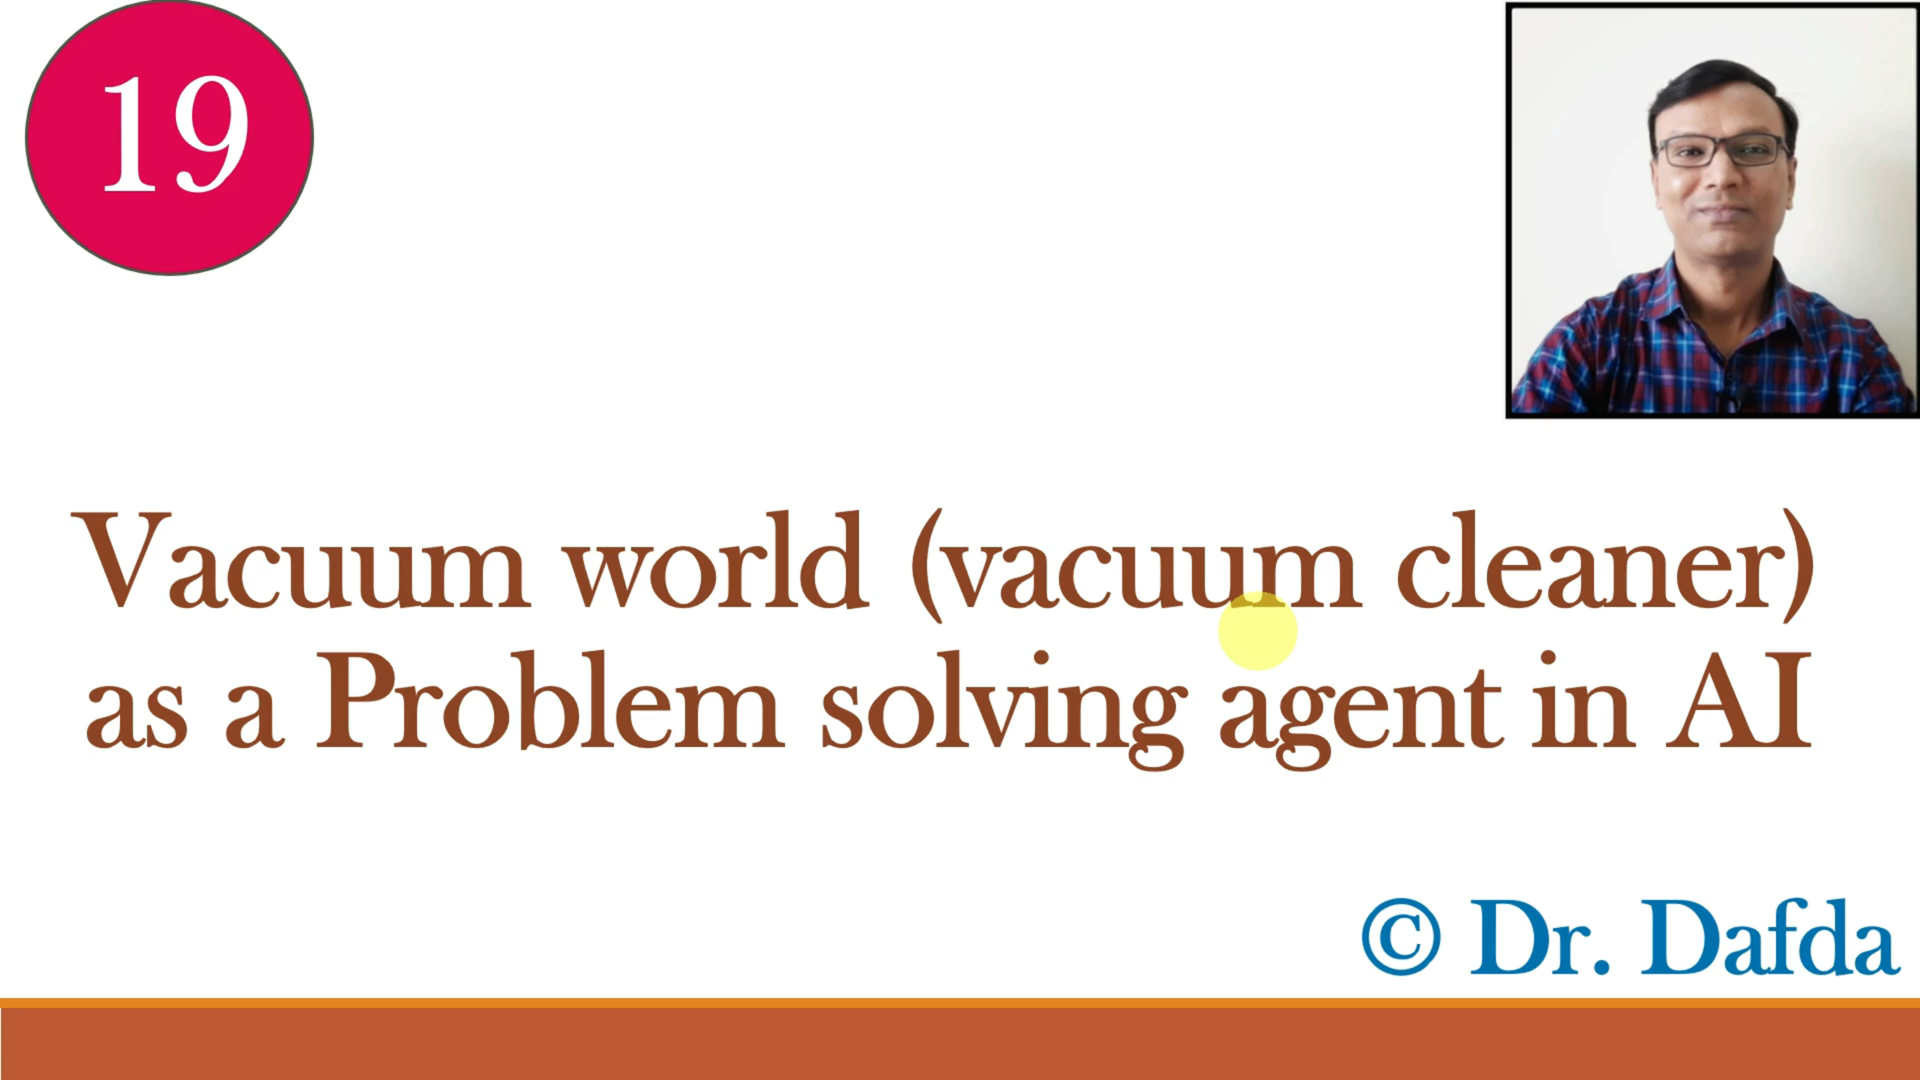 19
Vacuum world (vacuum cleaner)
as a Problem solving agent in AI
© Dr. Dafda